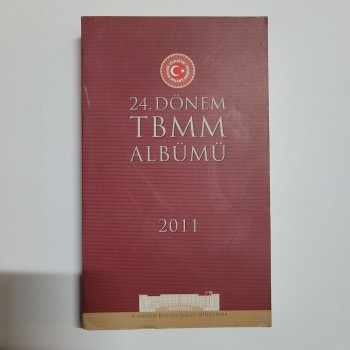 24. DÖNEM
TBMM
ALBÜMÜ
2011